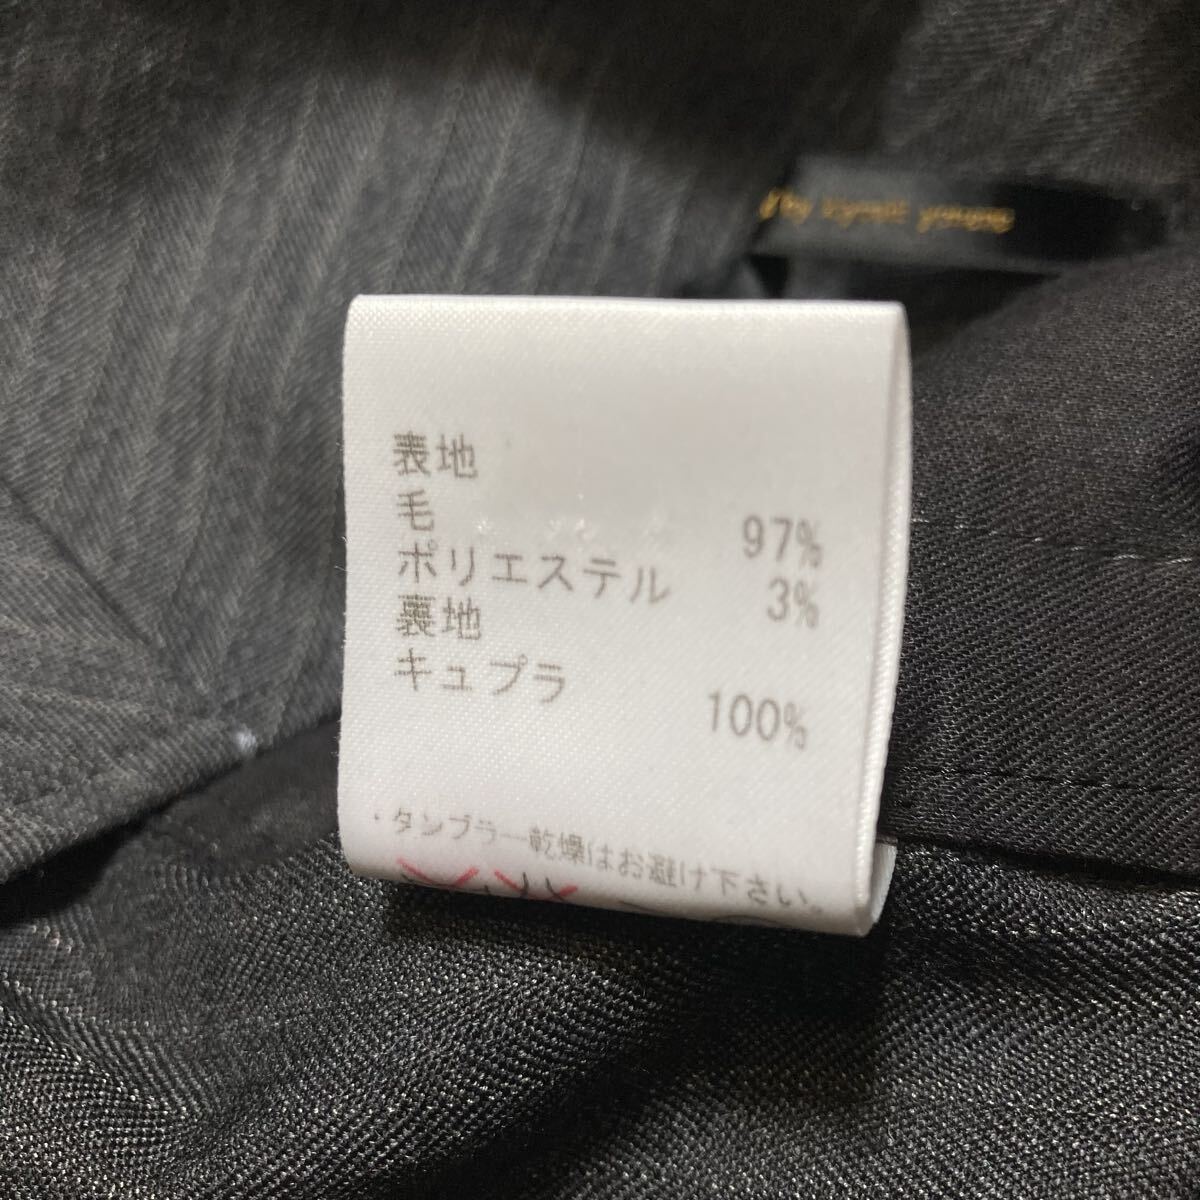 表地
毛 97%
ポリエステル 3%
裏地
キュプラ 100%
・タンブラー乾燥はお避け下さい。